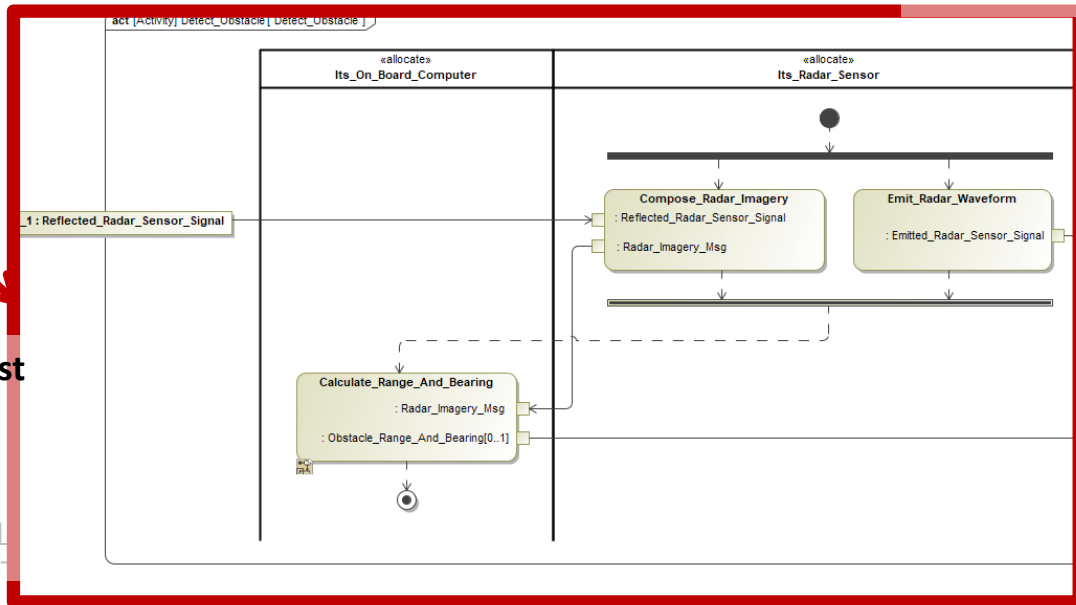 act [Activity] Detect_Obstacle [ Detect_Obstacle ]
«allocate»
Its_On_Board_Computer
«allocate»
Its_Radar_Sensor
_1 : Reflected_Radar_Sensor_Signal
Compose_Radar_Imagery
: Reflected_Radar_Sensor_Signal
: Radar_Imagery_Msg
Emit_Radar_Waveform
: Emitted_Radar_Sensor_Signal
st
Calculate_Range_And_Bearing
: Radar_Imagery_Msg
: Obstacle_Range_And_Bearing[0..1]